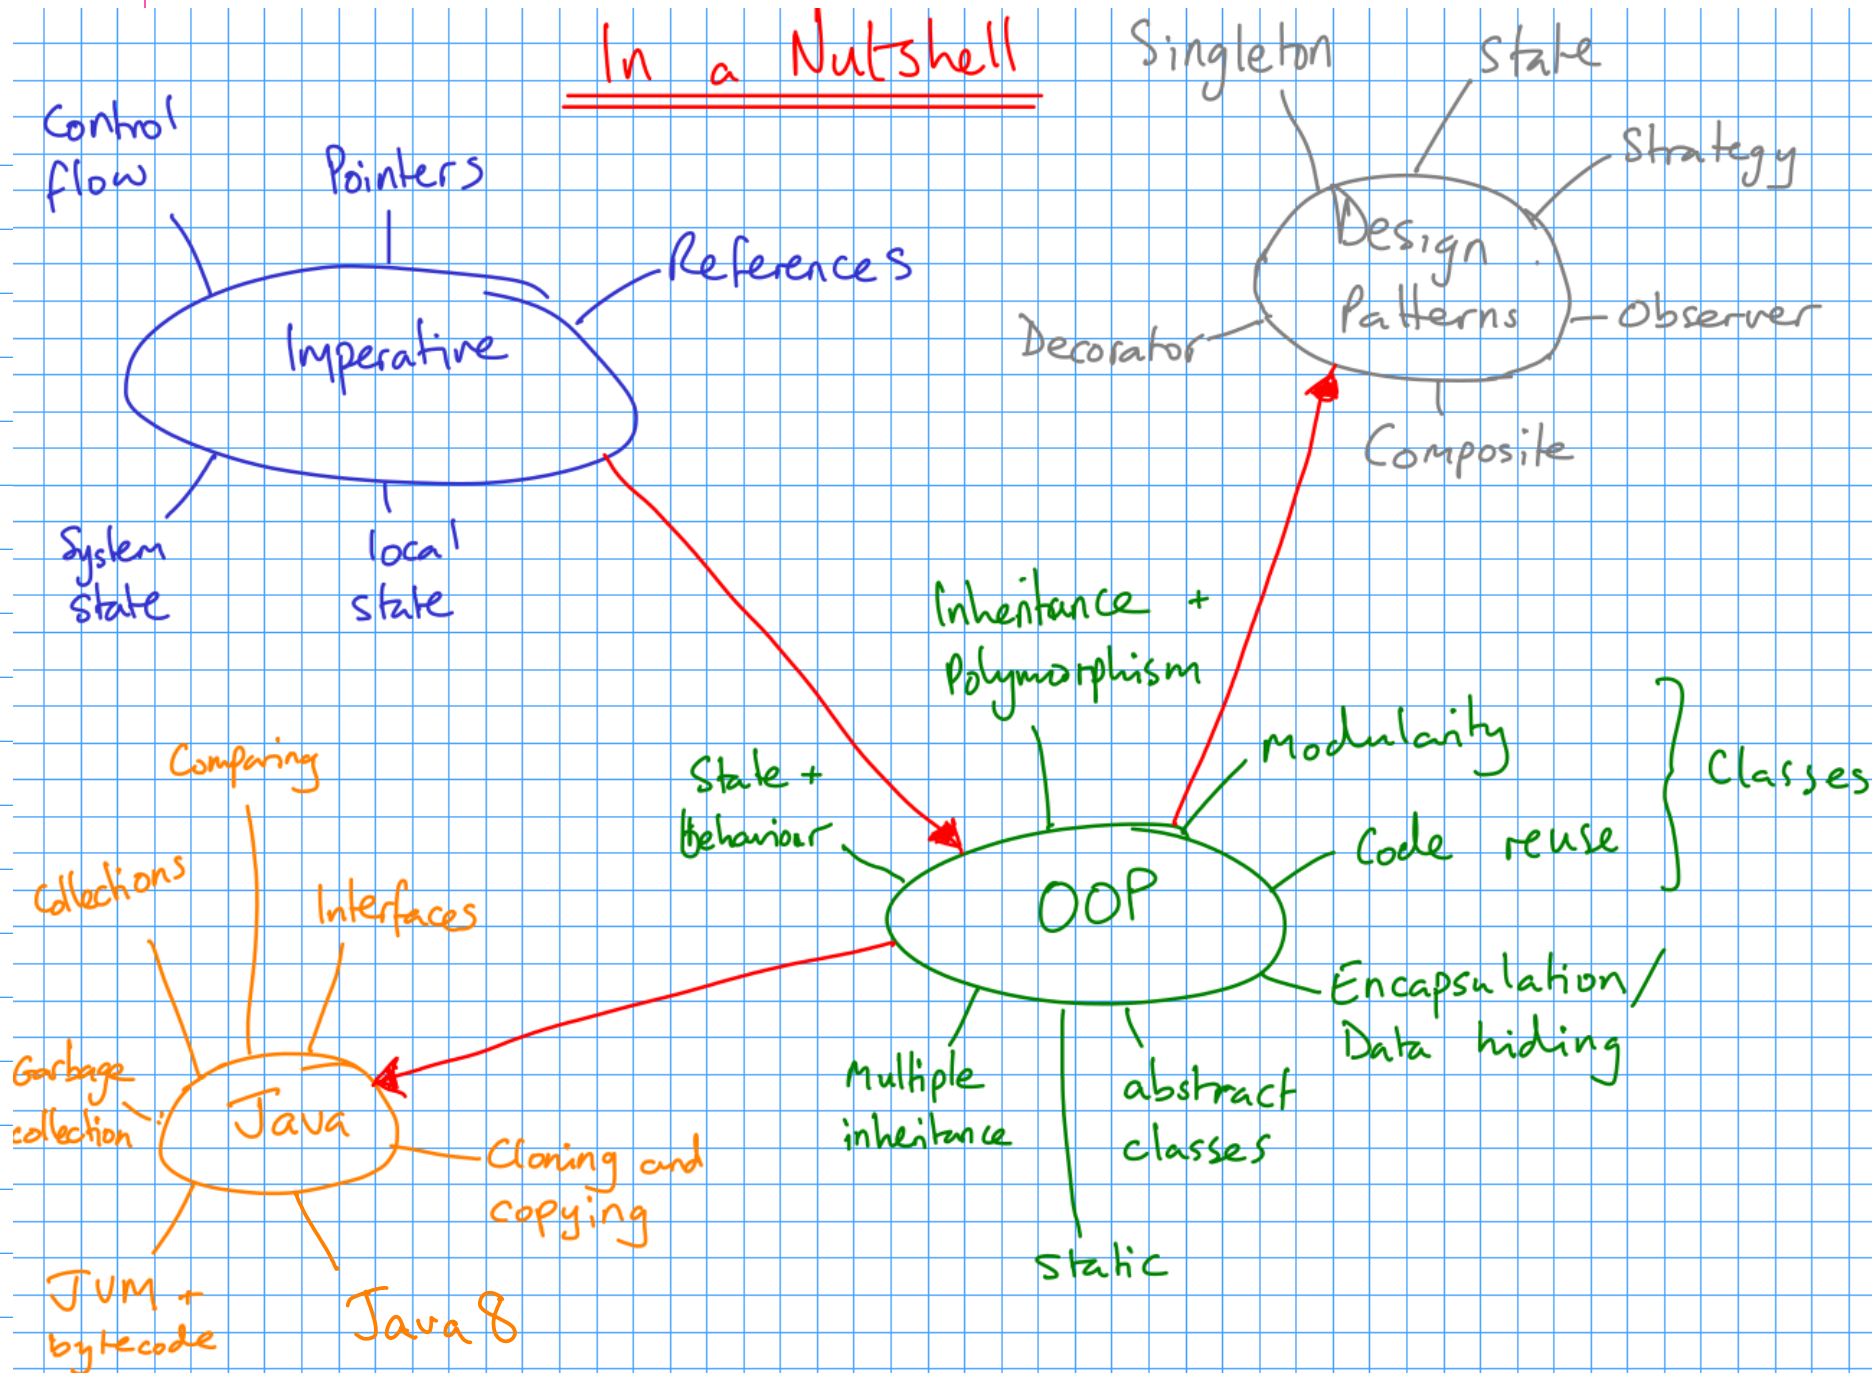 In a Nutshell
Control
flow
Pointers
References
Imperative
System
state
local
state
Singleton
State
Strategy
Design
Patterns
Observer
Decorator
Composite
Inheritance +
Polymorphism
State +
behaviour
Modularity
Code reuse
Classes
OOP
Encapsulation/
Data hiding
Multiple
inheritance
abstract
classes
static
Comparing
Collections
Interfaces
Garbage
collection
Java
Cloning and
copying
JVM +
bytecode
Java 8